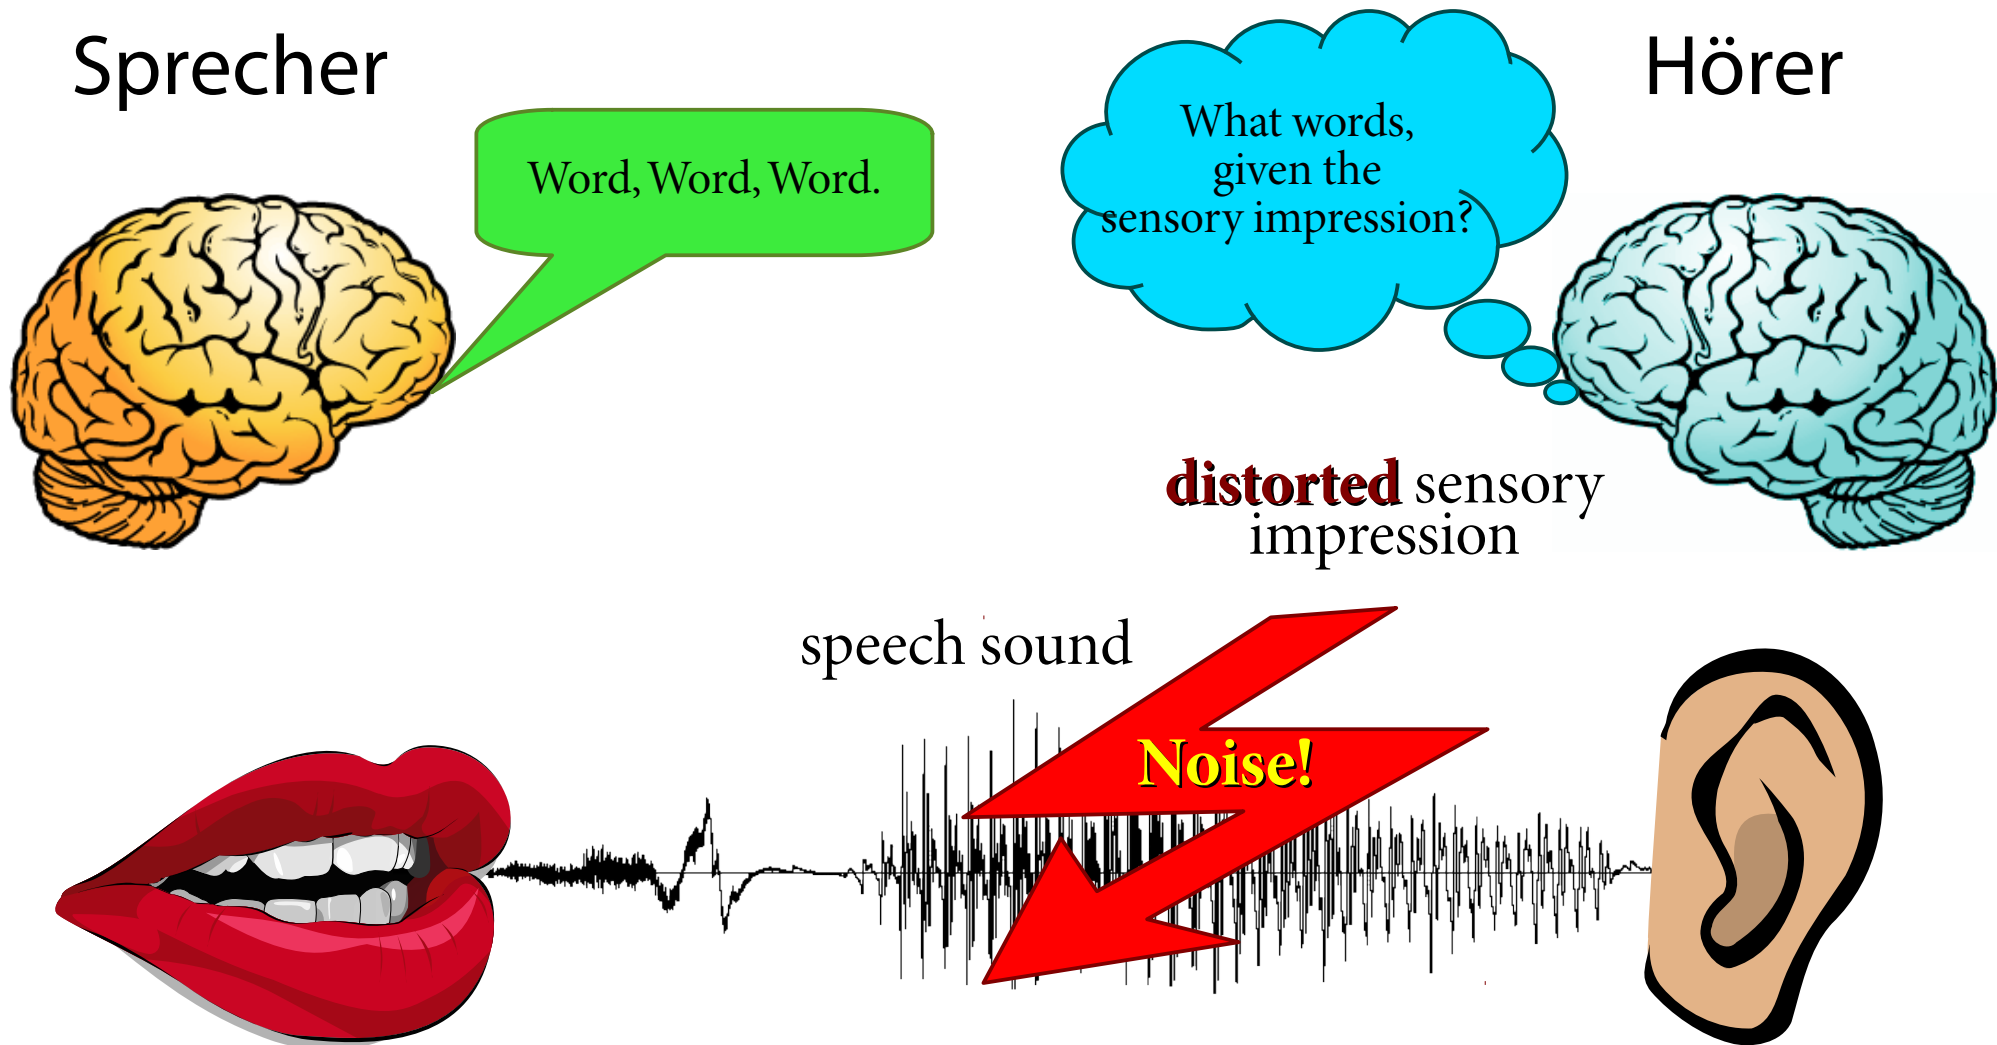 Sprecher
Hörer
Word, Word, Word.
What words,
given the
sensory impression?
distorted sensory
impression
speech sound
Noise!